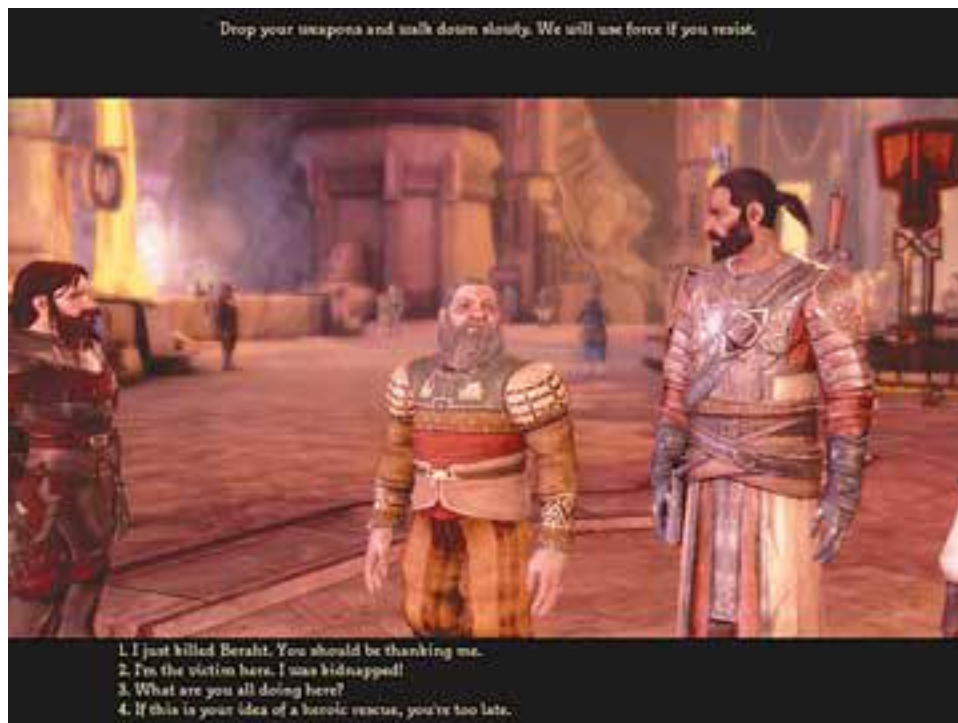 Drop your weapons and walk down slowly. We will use force if you resist.
1. I just killed Beraht. You should be thanking me.
2. I'm the victim here. I was kidnapped!
3. What are you all doing here?
4. If this is your idea of a heroic rescue, you're too late.